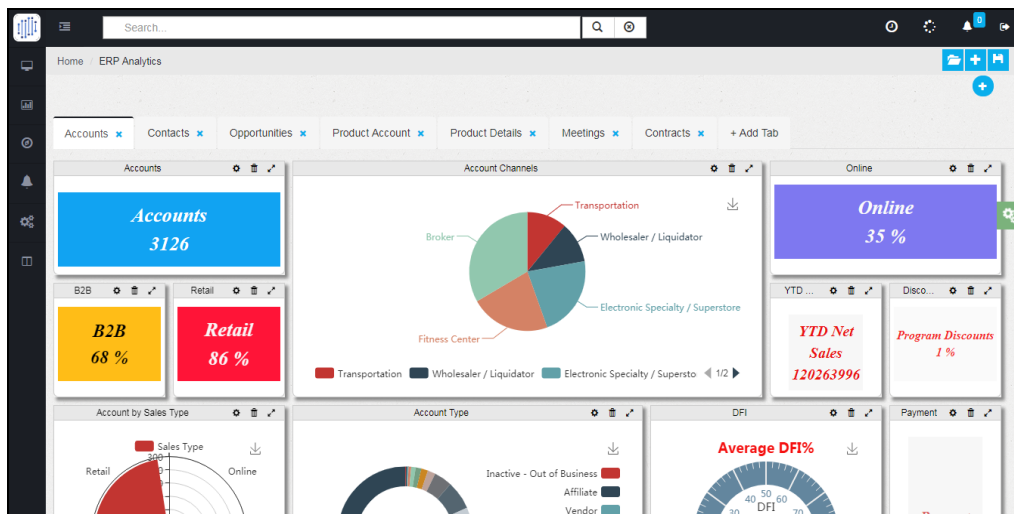 Search...
0
Home / ERP Analytics
Accounts Contacts Opportunities Product Account Product Details Meetings Contracts + Add Tab
Accounts
Accounts
3126
Account Channels
Transportation
Broker
Wholesaler / Liquidator
Electronic Specialty / Superstore
Fitness Center
Transportation Wholesaler / Liquidator Electronic Specialty / Supersto 1/2
Online
Online
35 %
B2B
B2B
68 %
Retail
Retail
86 %
YTD ...
YTD Net
Sales
120263996
Disco...
Program Discounts
1 %
Account by Sales Type
Sales Type
300
Retail
Online
Account Type
Inactive - Out of Business
Affiliate
Vendor
DFI
Average DFI%
30 40 50 60 70
DFI
Payment